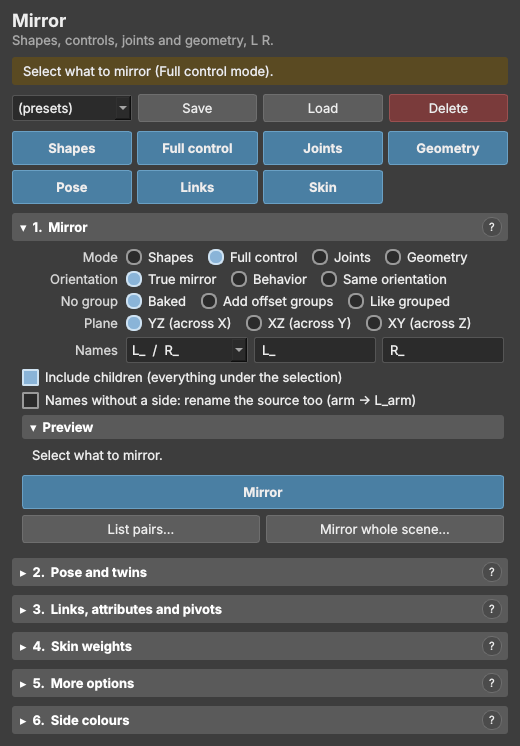 Mirror
Shapes, controls, joints and geometry, L R.
Select what to mirror (Full control mode).
(presets) Save Load Delete
Shapes Full control Joints Geometry
Pose Links Skin
▾ 1. Mirror ?
Mode Shapes Full control Joints Geometry
Orientation True mirror Behavior Same orientation
No group Baked Add offset groups Like grouped
Plane YZ (across X) XZ (across Y) XY (across Z)
Names L_ / R_ L_ R_
Include children (everything under the selection)
Names without a side: rename the source too (arm → L_arm)
▾ Preview
Select what to mirror.
Mirror
List pairs... Mirror whole scene...
▸ 2. Pose and twins ?
▸ 3. Links, attributes and pivots ?
▸ 4. Skin weights ?
▸ 5. More options ?
▸ 6. Side colours ?